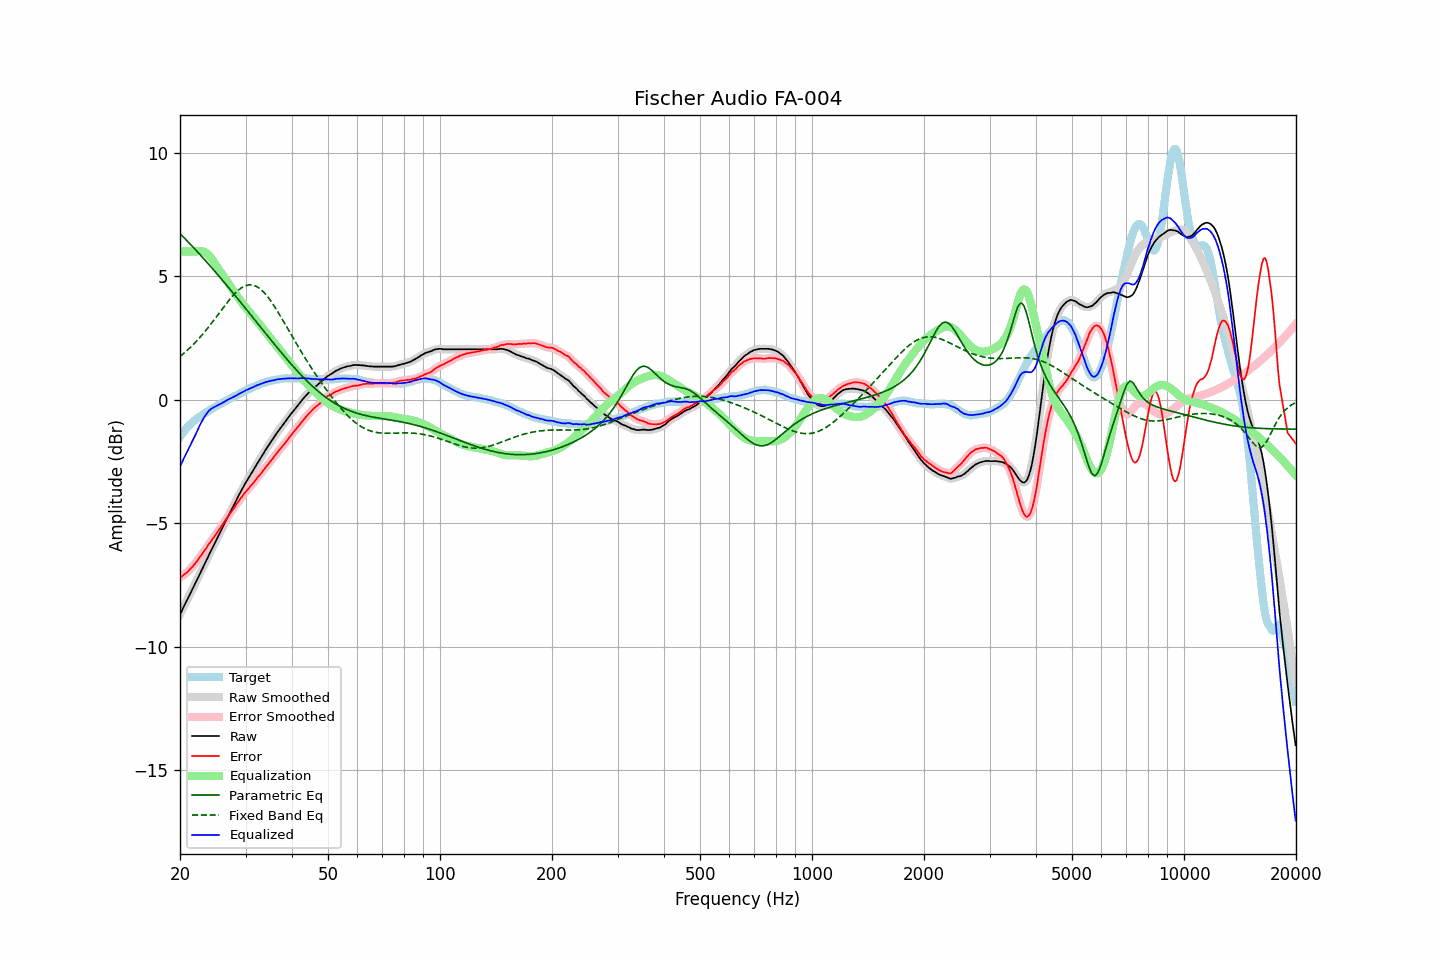 Fischer Audio FA-004
10
5
0
−5
−10
−15
Amplitude (dBr)
Target
Raw Smoothed
Error Smoothed
Raw
Error
Equalization
Parametric Eq
Fixed Band Eq
Equalized
20 50 100 200 500 1000 2000 5000 10000 20000
Frequency (Hz)